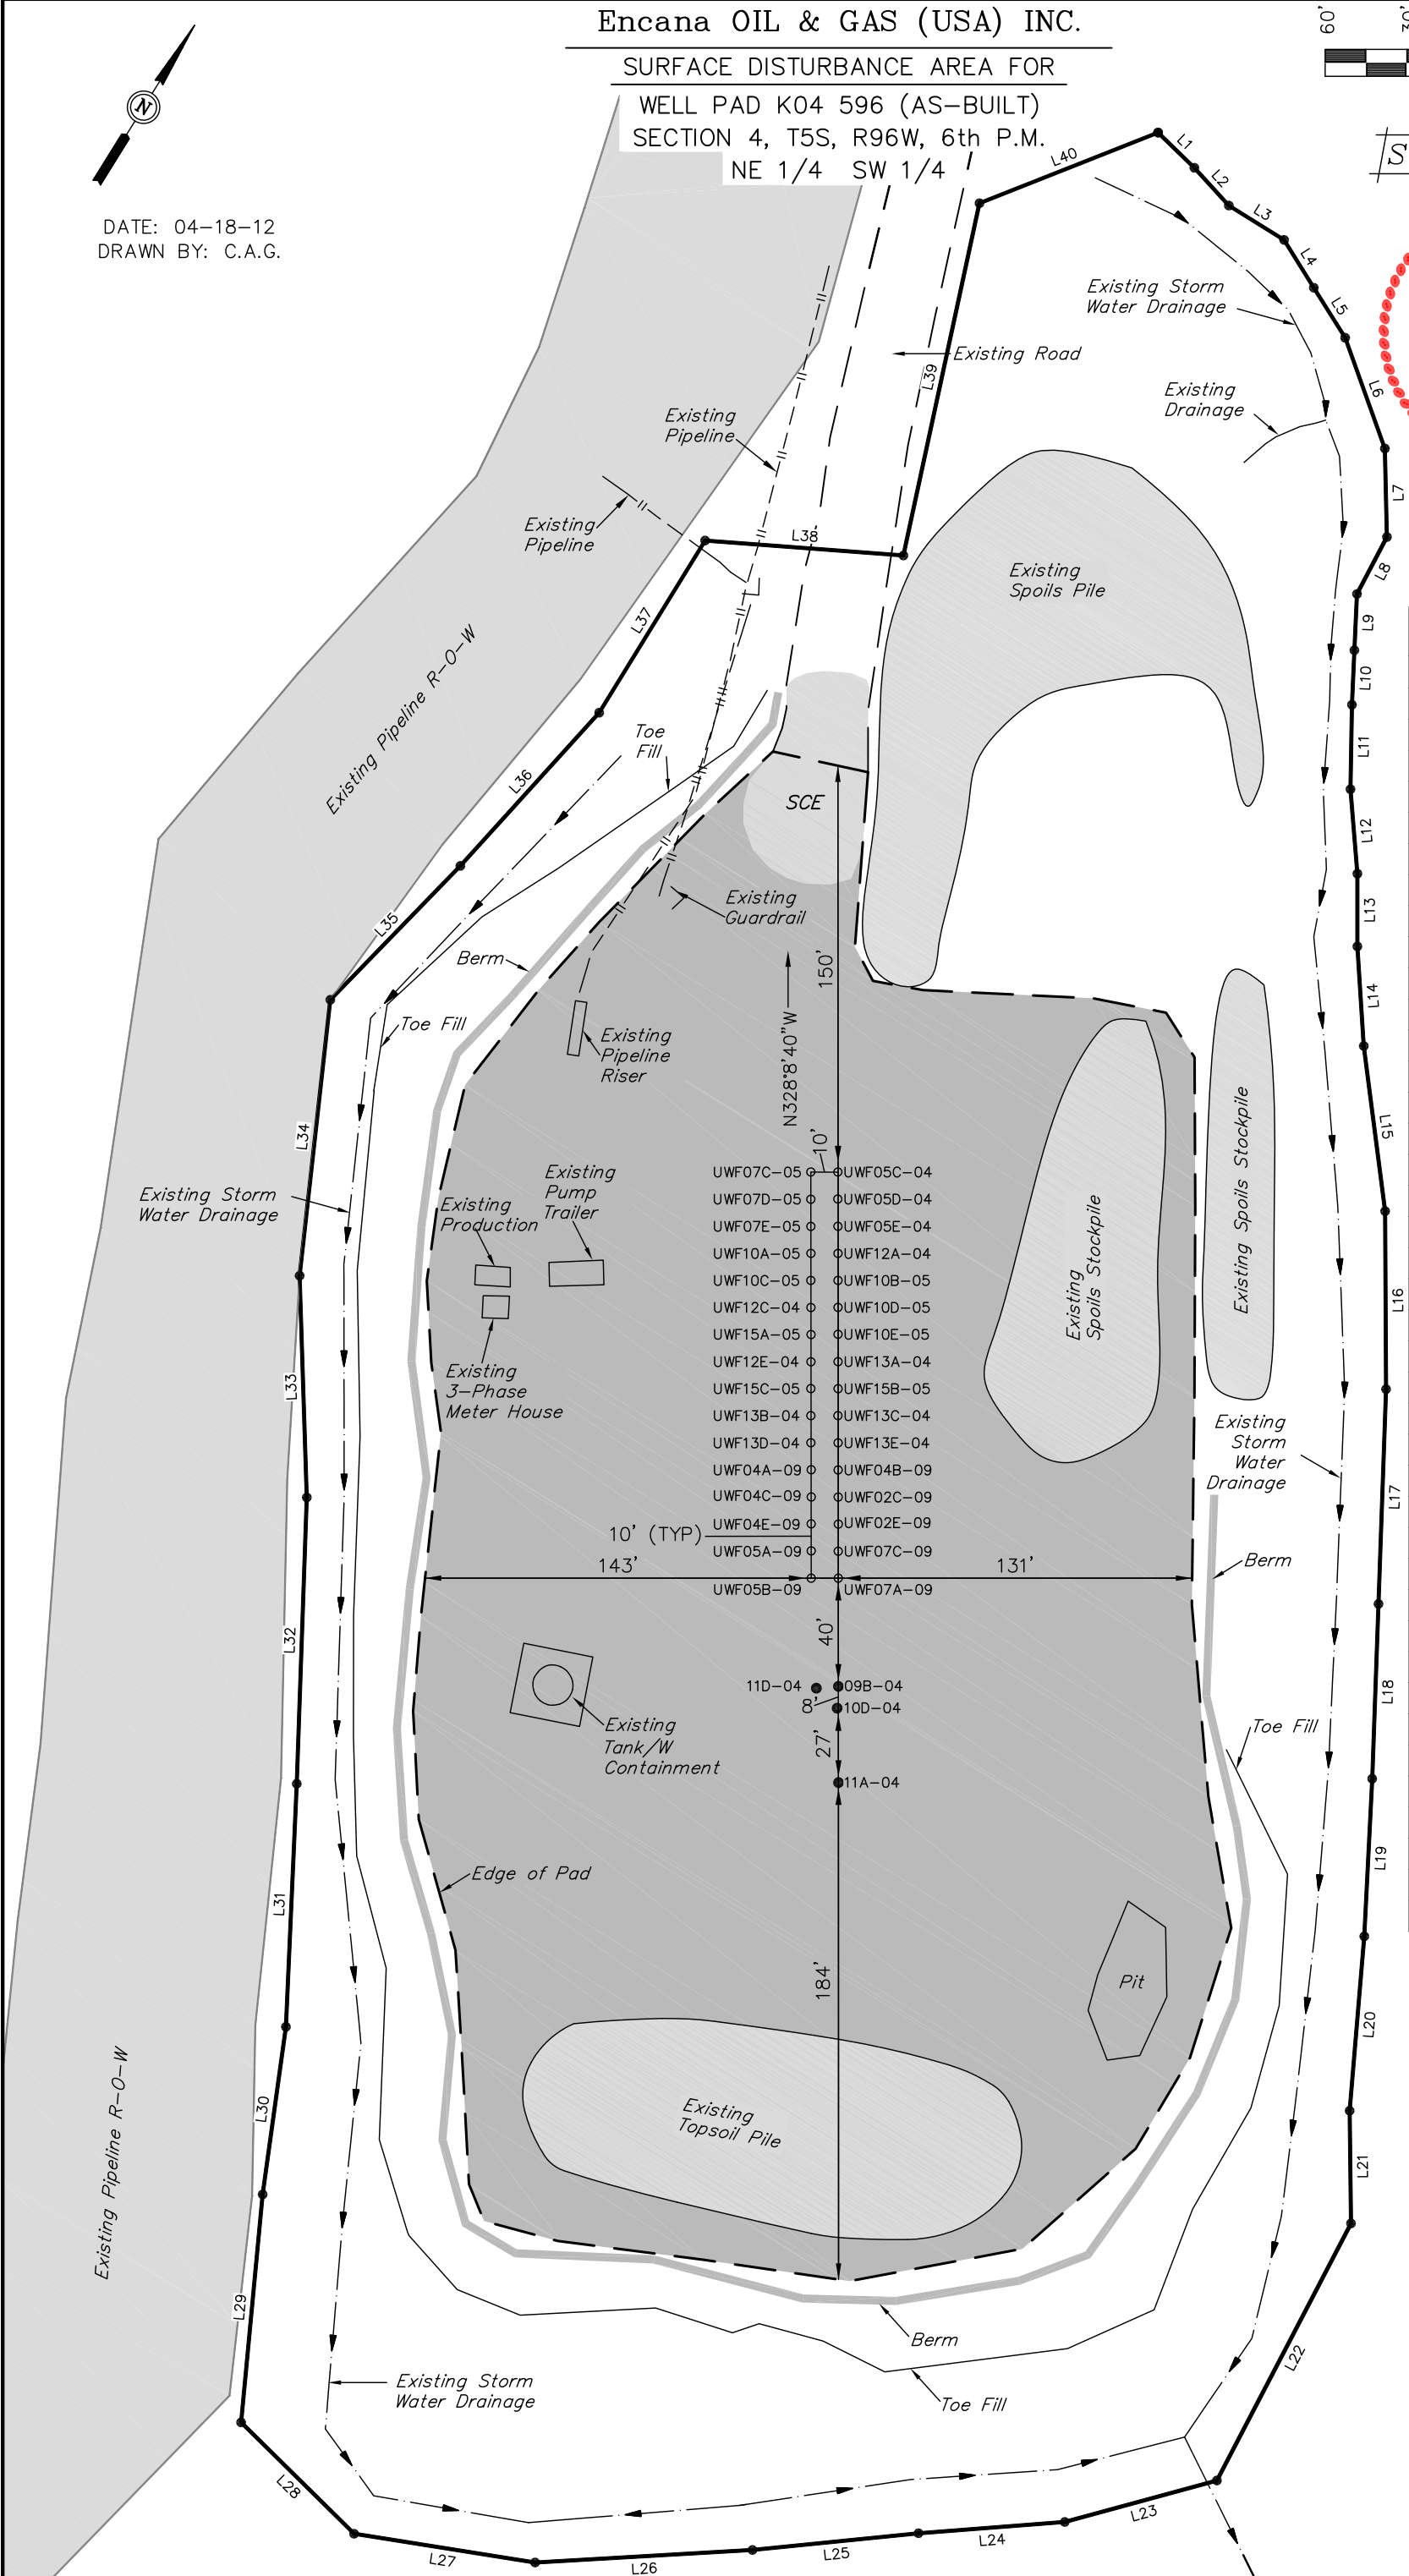 Encana OIL & GAS (USA) INC.
SURFACE DISTURBANCE AREA FOR
WELL PAD K04 596 (AS-BUILT)
SECTION 4, T5S, R96W, 6th P.M.
NE 1/4 SW 1/4
60'
30'
S
N
DATE: 04-18-12
DRAWN BY: C.A.G.
L40
L1
L2
L3
L4
L5
L6
L7
L8
L9
L10
L11
L12
L13
L14
L15
L16
L17
L18
L19
L20
L21
L22
L23
L24
L25
L26
L27
L28
L29
L30
L31
L32
L33
L34
L35
L36
L37
L38
L39
Existing Storm
Water Drainage
Existing Road
Existing
Drainage
Existing
Pipeline
Existing
Pipeline
Existing
Spoils Pile
Existing Pipeline R-O-W
Toe
Fill
SCE
Existing
Guardrail
Berm
150'
Toe Fill
Existing
Pipeline
Riser
N328°8'40"W
10'
Existing Spoils Stockpile
Existing
Spoils Stockpile
Existing Storm
Water Drainage
Existing
Production
Existing
Pump
Trailer
Existing
3-Phase
Meter House
UWF07C-05 UWF05C-04
UWF07D-05 UWF05D-04
UWF07E-05 UWF05E-04
UWF10A-05 UWF12A-04
UWF10C-05 UWF10B-05
UWF12C-04 UWF10D-05
UWF15A-05 UWF10E-05
UWF12E-04 UWF13A-04
UWF15C-05 UWF15B-05
UWF13B-04 UWF13C-04
UWF13D-04 UWF13E-04
UWF04A-09 UWF04B-09
UWF04C-09 UWF02C-09
UWF04E-09 UWF02E-09
10' (TYP)
UWF05A-09 UWF07C-09
143'
131'
UWF05B-09 UWF07A-09
Existing
Storm
Water
Drainage
Berm
40'
11D-04 09B-04
8'
10D-04
27'
11A-04
Existing
Tank/W
Containment
Toe Fill
Edge of Pad
184'
Pit
Existing
Topsoil Pile
Existing Pipeline R-O-W
Berm
Existing Storm
Water Drainage
Toe Fill